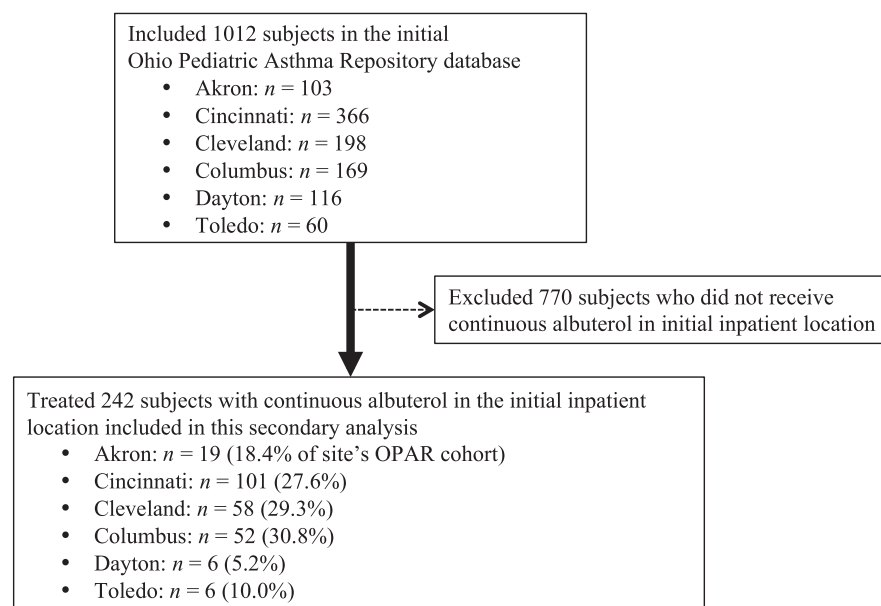 Included 1012 subjects in the initial
Ohio Pediatric Asthma Repository database
• Akron: n = 103
• Cincinnati: n = 366
• Cleveland: n = 198
• Columbus: n = 169
• Dayton: n = 116
• Toledo: n = 60
Excluded 770 subjects who did not receive
continuous albuterol in initial inpatient location
Treated 242 subjects with continuous albuterol in the initial inpatient
location included in this secondary analysis
• Akron: n = 19 (18.4% of site's OPAR cohort)
• Cincinnati: n = 101 (27.6%)
• Cleveland: n = 58 (29.3%)
• Columbus: n = 52 (30.8%)
• Dayton: n = 6 (5.2%)
• Toledo: n = 6 (10.0%)